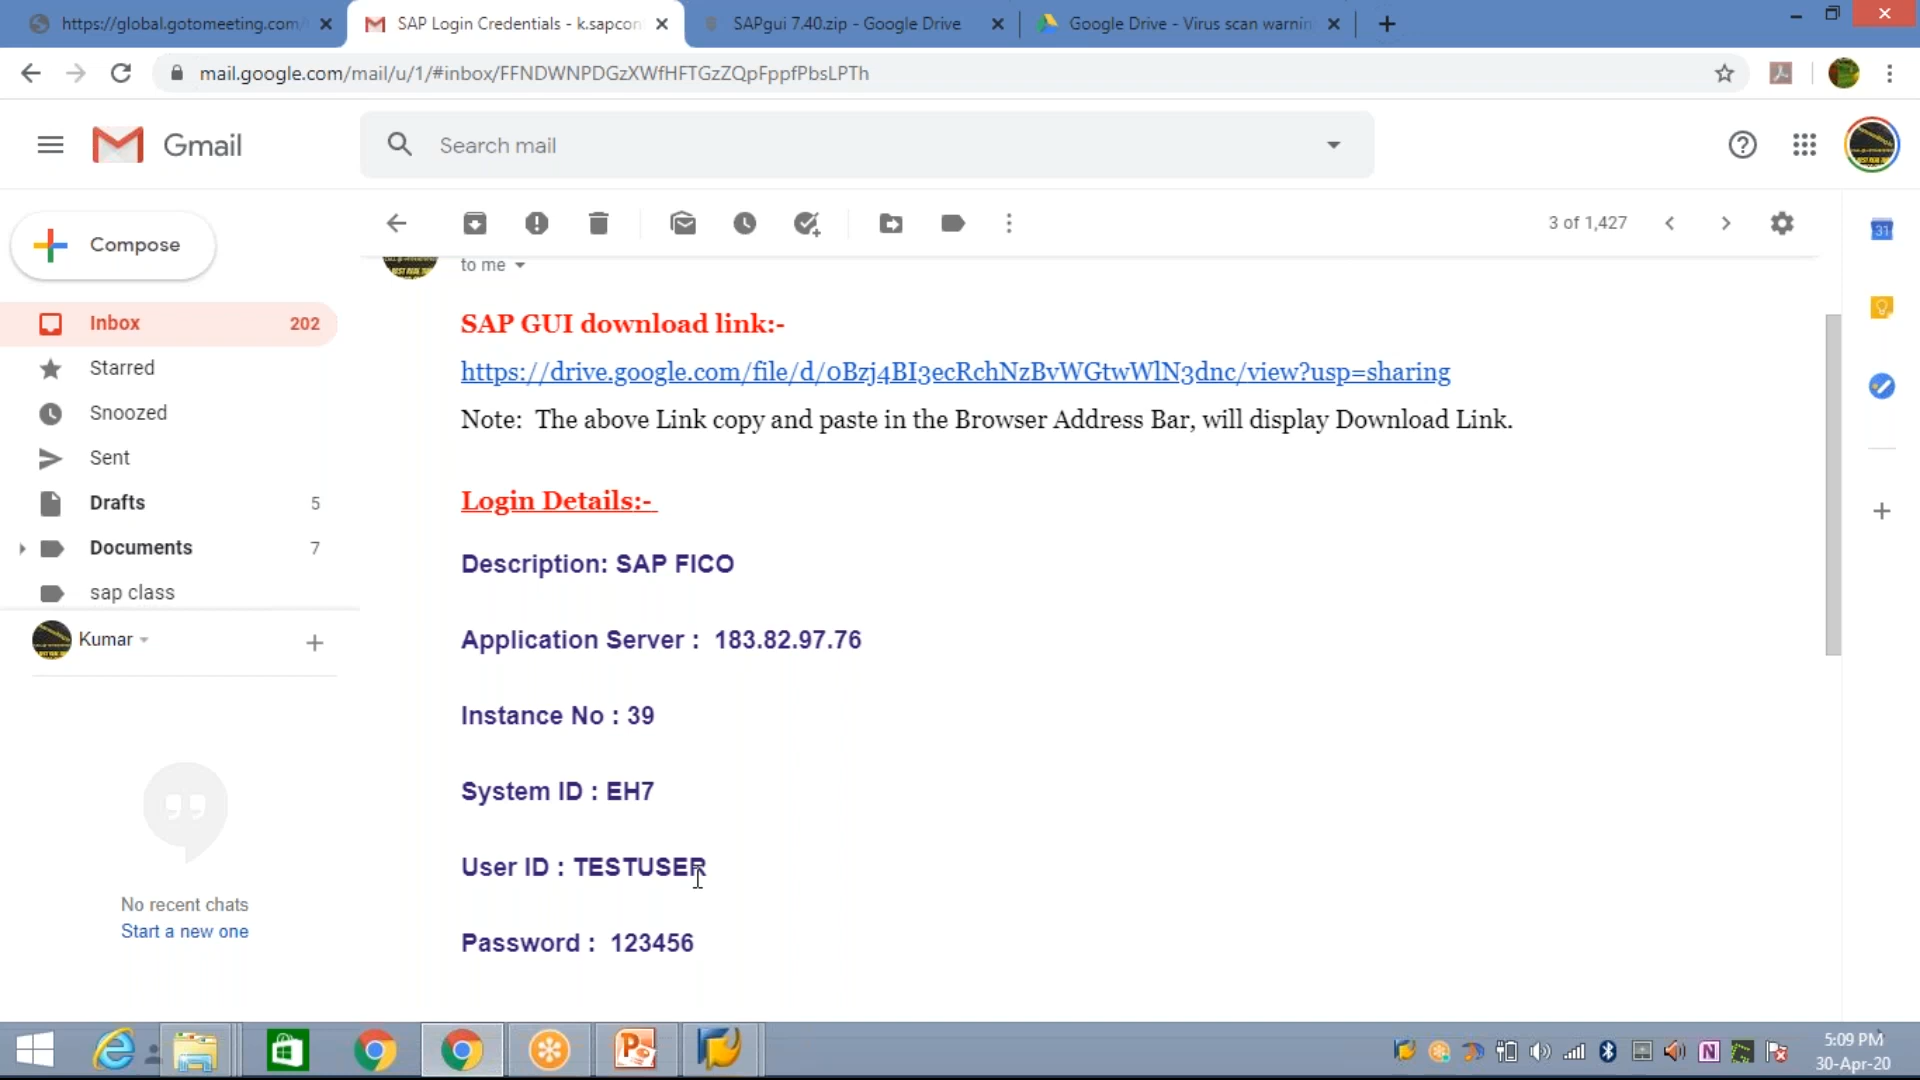 https://global.gotomeeting.com/
SAP Login Credentials - k.sapcon
SAPgui 7.40.zip - Google Drive
Google Drive - Virus scan warnin
mail.google.com/mail/u/1/#inbox/FFNDWNPDGzXWfHFTGzZQpFppfPbsLPTh
Gmail
Search mail
Compose
3 of 1,427
31
to me
Inbox 202
Starred
Snoozed
Sent
Drafts 5
Documents 7
sap class
Kumar
No recent chats
Start a new one
SAP GUI download link:-
https://drive.google.com/file/d/0Bzj4BI3ecRchNzBvWGtwWlN3dnc/view?usp=sharing
Note: The above Link copy and paste in the Browser Address Bar, will display Download Link.
Login Details:-
Description: SAP FICO
Application Server : 183.82.97.76
Instance No : 39
System ID : EH7
User ID : TESTUSER
Password : 123456
5:09 PM
30-Apr-20